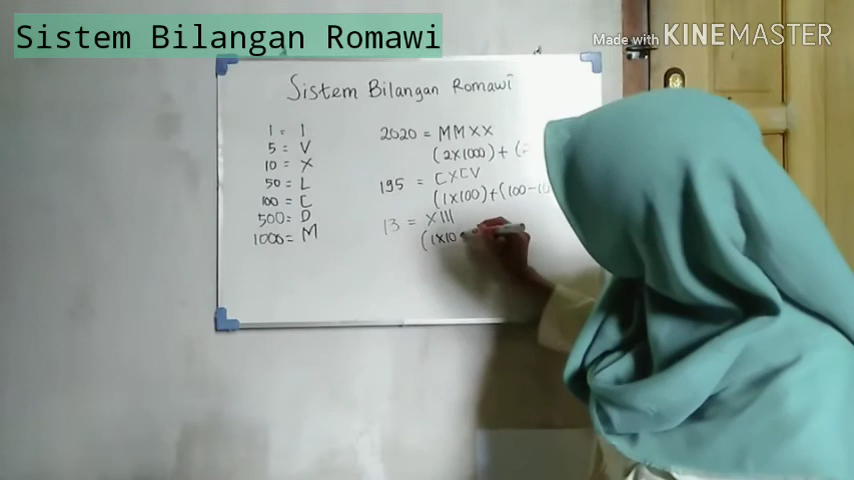 Sistem Bilangan Romawi
Made with KINEMASTER
Sistem Bilangan Romawi
1 = I
5 = V
10 = X
50 = L
100 = C
500 = D
1000 = M
2020 = MMXX
(2X1000) + (2
195 = CXCV
(1X100) + (100 - 10
13 = XIII
(1X10